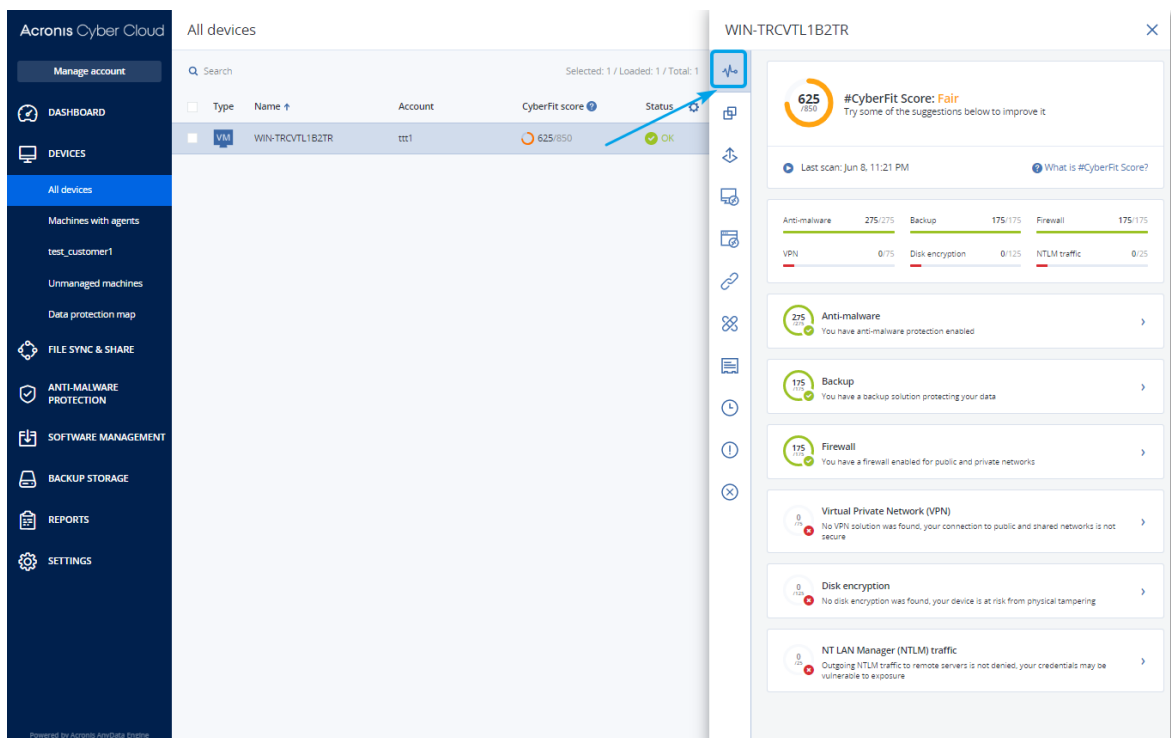 Acronis Cyber Cloud
Manage account
DASHBOARD
DEVICES
All devices
Machines with agents
test_customer1
Unmanaged machines
Data protection map
FILE SYNC & SHARE
ANTI-MALWARE
PROTECTION
SOFTWARE MANAGEMENT
BACKUP STORAGE
REPORTS
SETTINGS
Powered by Acronis AnyData Engine
All devices
Search
Selected: 1 / Loaded: 1 / Total: 1
Type Name ↑ Account CyberFit score ? Status
VM WIN-TRCVTL1B2TR ttt1 625/850 OK
WIN-TRCVTL1B2TR
625
/850
#CyberFit Score: Fair
Try some of the suggestions below to improve it
Last scan: Jun 8, 11:21 PM
? What is #CyberFit Score?
Anti-malware 275/275 Backup 175/175 Firewall 175/175
VPN 0/75 Disk encryption 0/125 NTLM traffic 0/25
275
/275
Anti-malware
You have anti-malware protection enabled
175
/175
Backup
You have a backup solution protecting your data
175
/175
Firewall
You have a firewall enabled for public and private networks
0
/75
Virtual Private Network (VPN)
No VPN solution was found, your connection to public and shared networks is not
secure
0
/125
Disk encryption
No disk encryption was found, your device is at risk from physical tampering
0
/25
NT LAN Manager (NTLM) traffic
Outgoing NTLM traffic to remote servers is not denied, your credentials may be
vulnerable to exposure